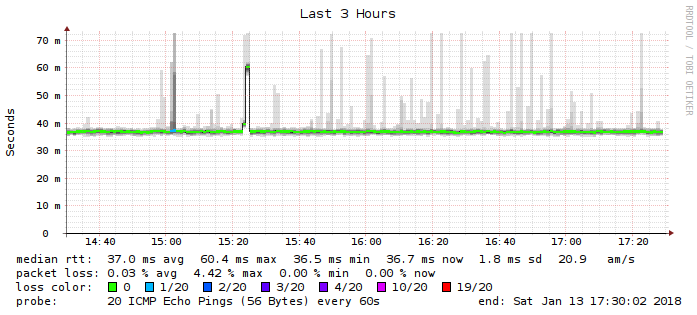 Last 3 Hours
RRDTOOL / TOBI OETIKER
Seconds
70 m
60 m
50 m
40 m
30 m
20 m
10 m
0
14:40 15:00 15:20 15:40 16:00 16:20 16:40 17:00 17:20
median rtt: 37.0 ms avg 60.4 ms max 36.5 ms min 36.7 ms now 1.8 ms sd 20.9 am/s
packet loss: 0.03 % avg 4.42 % max 0.00 % min 0.00 % now
loss color: 0 1/20 2/20 3/20 4/20 10/20 19/20
probe: 20 ICMP Echo Pings (56 Bytes) every 60s end: Sat Jan 13 17:30:02 2018